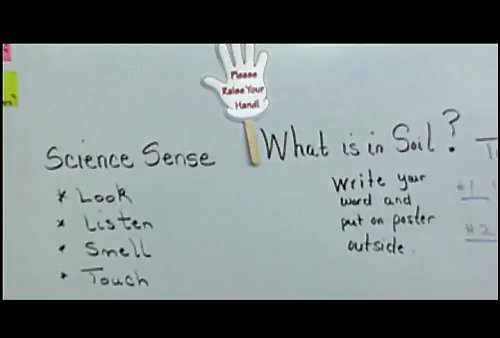 Please
Raise Your
Hand!
Science Sense
* Look
* Listen
* Smell
* Touch
What is in Soil?
Write your
word and
put on poster
outside.
#1
#2